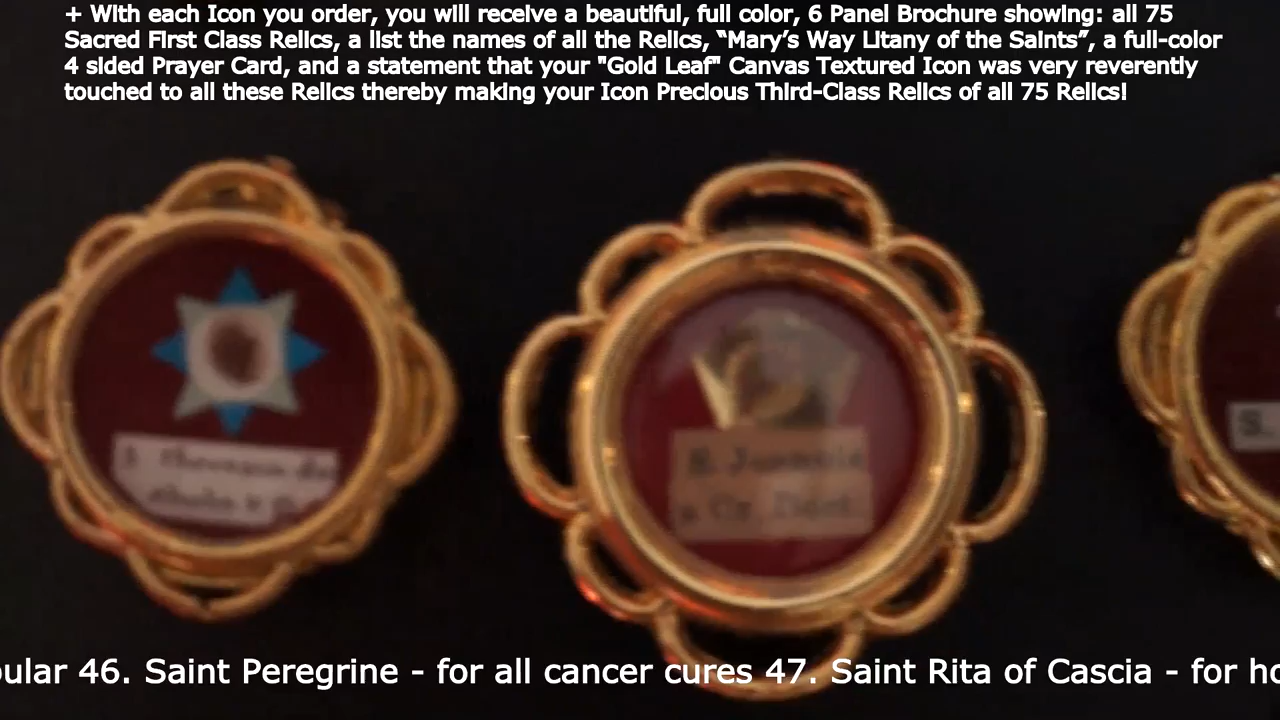 + With each Icon you order, you will receive a beautiful, full color, 6 Panel Brochure showing: all 75
Sacred First Class Relics, a list the names of all the Relics, “Mary’s Way Litany of the Saints”, a full-color
4 sided Prayer Card, and a statement that your "Gold Leaf" Canvas Textured Icon was very reverently
touched to all these Relics thereby making your Icon Precious Third-Class Relics of all 75 Relics!
S.
46. Saint Peregrine - for all cancer cures 47. Saint Rita of Cascia - for